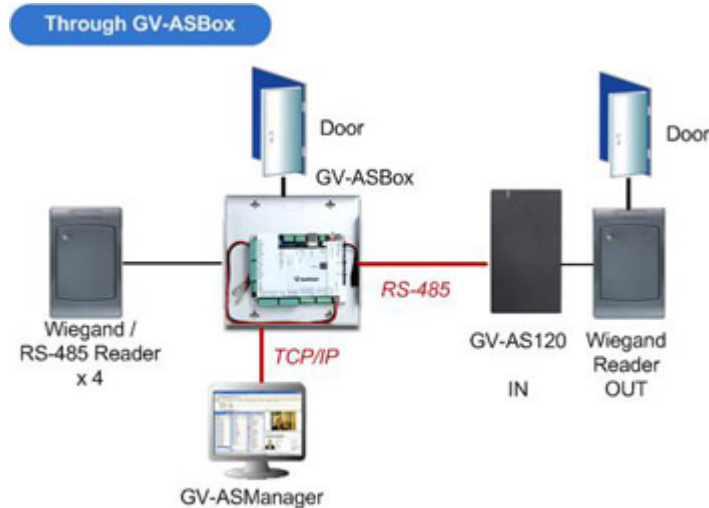 Through GV-ASBox
Door
GV-ASBox
Door
RS-485
Wiegand /
RS-485 Reader
x 4
TCP/IP
GV-AS120
IN
Wiegand
Reader
OUT
GV-ASManager